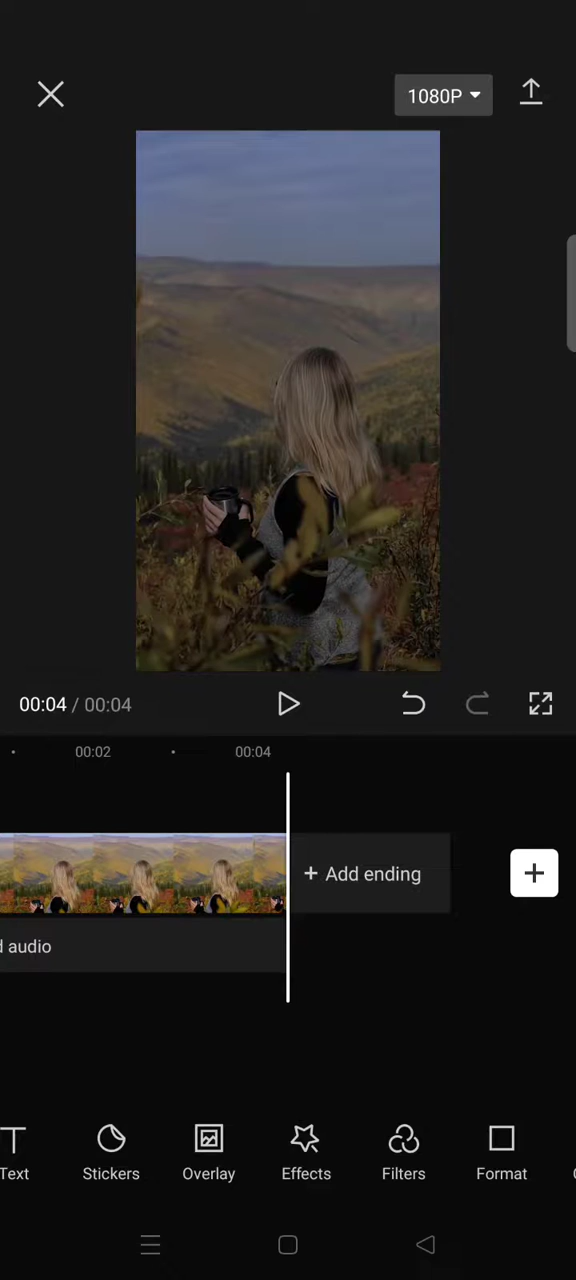 1080P
00:04 / 00:04
00:02 00:04
+ Add ending
d audio
Text Stickers Overlay Effects Filters Format